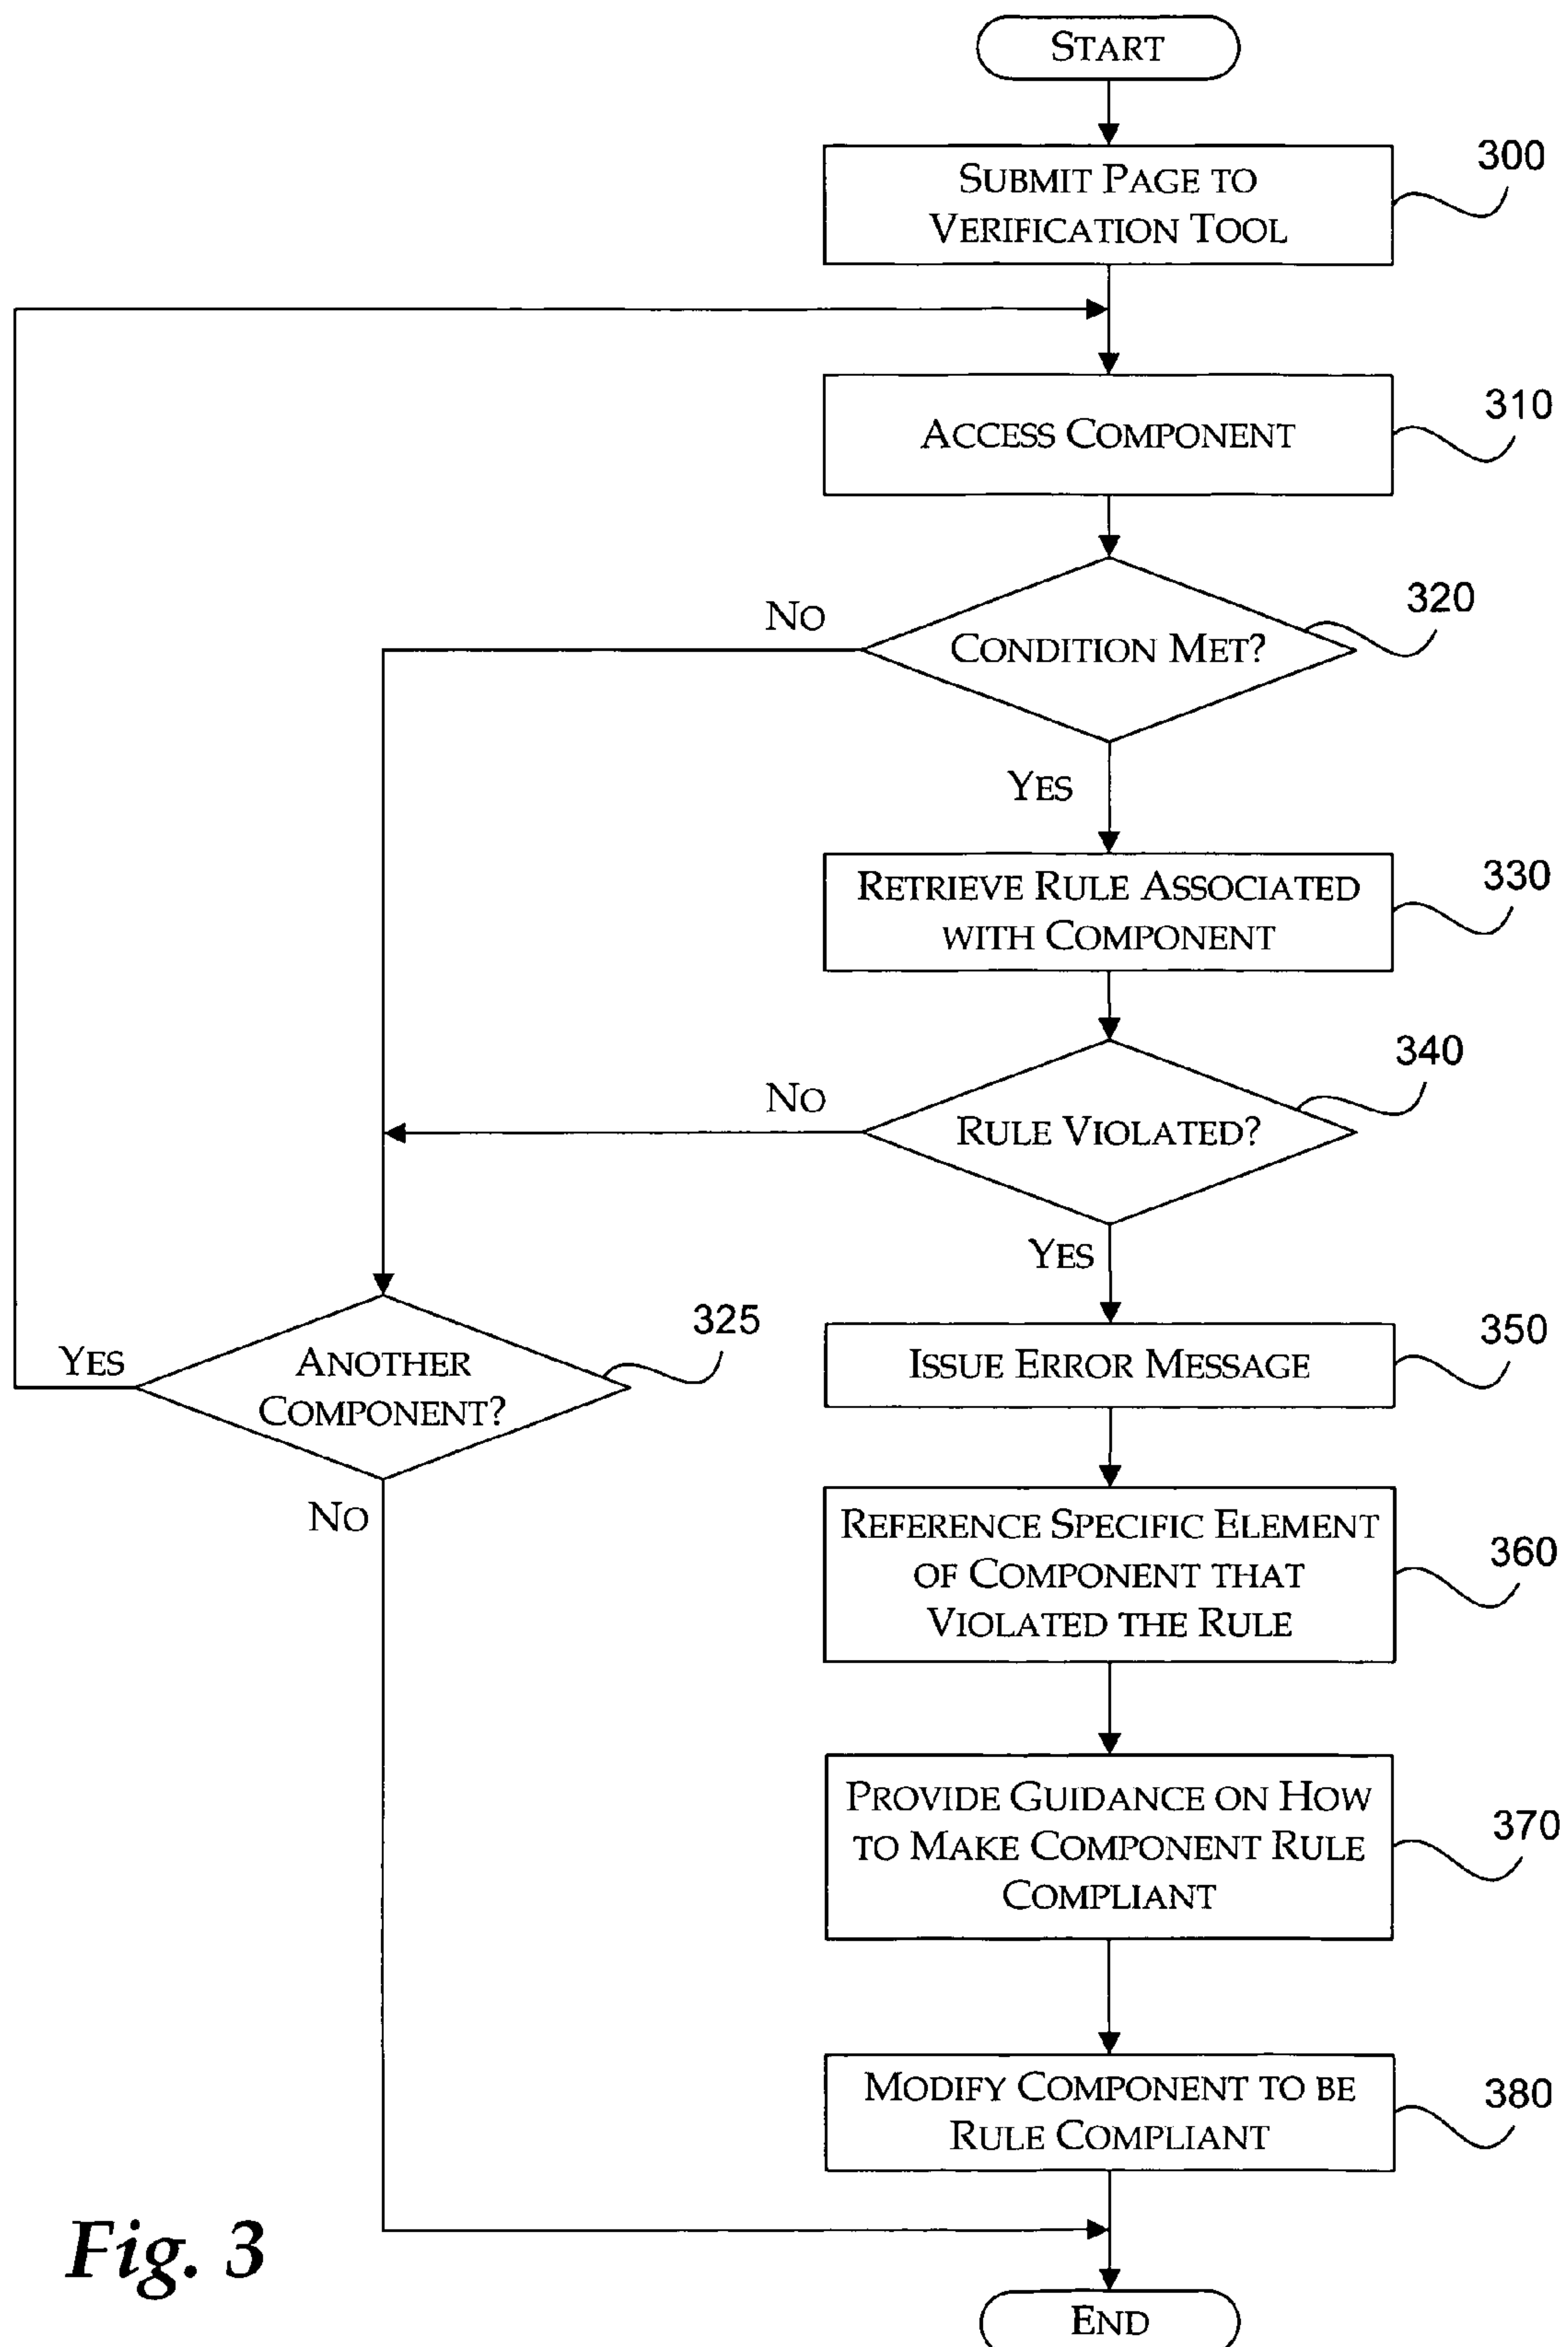 START
300
SUBMIT PAGE TO
VERIFICATION TOOL
310
ACCESS COMPONENT
320
NO
CONDITION MET?
YES
330
RETRIEVE RULE ASSOCIATED
WITH COMPONENT
340
NO
RULE VIOLATED?
YES
325
YES
ANOTHER
COMPONENT?
NO
350
ISSUE ERROR MESSAGE
REFERENCE SPECIFIC ELEMENT
OF COMPONENT THAT
VIOLATED THE RULE
360
PROVIDE GUIDANCE ON HOW
TO MAKE COMPONENT RULE
COMPLIANT
370
MODIFY COMPONENT TO BE
RULE COMPLIANT
380
Fig. 3
END